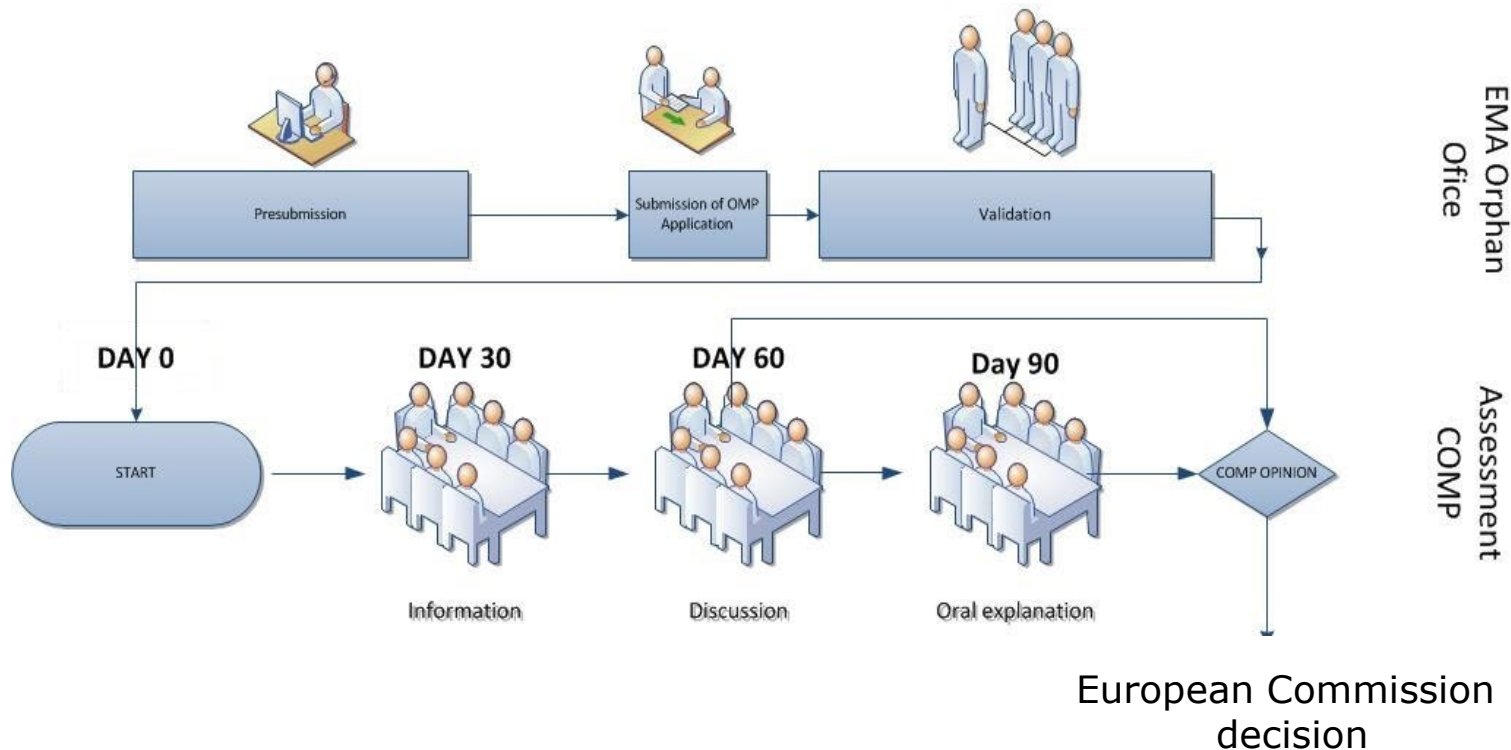 Presubmission
Submission of OMP
Application
Validation
EMA Orphan
Ofice
DAY 0
DAY 30
DAY 60
Day 90
START
COMP OPINION
Assessment
COMP
Information
Discussion
Oral explanation
European Commission
decision